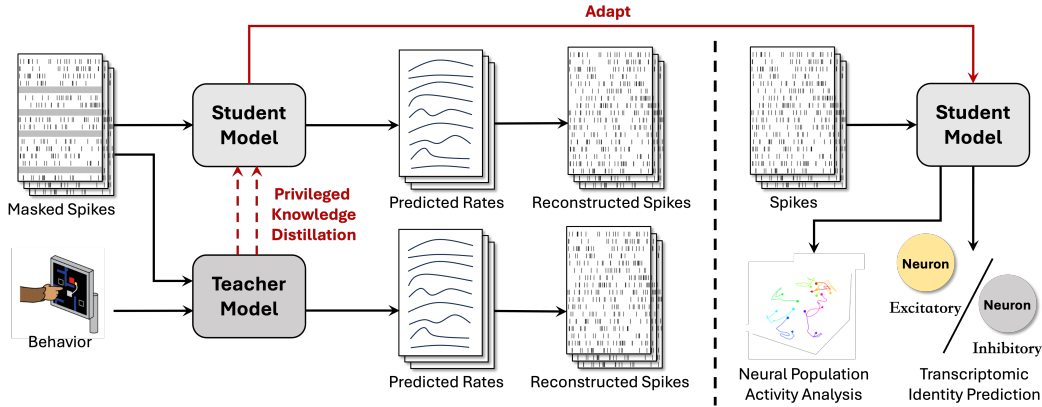 Adapt
Student
Model
Student
Model
Masked Spikes
Privileged
Knowledge
Distillation
Predicted Rates
Reconstructed Spikes
Spikes
Teacher
Model
Behavior
Predicted Rates
Reconstructed Spikes
Neuron
Excitatory
Neuron
Inhibitory
Neural Population
Activity Analysis
Transcriptomic
Identity Prediction